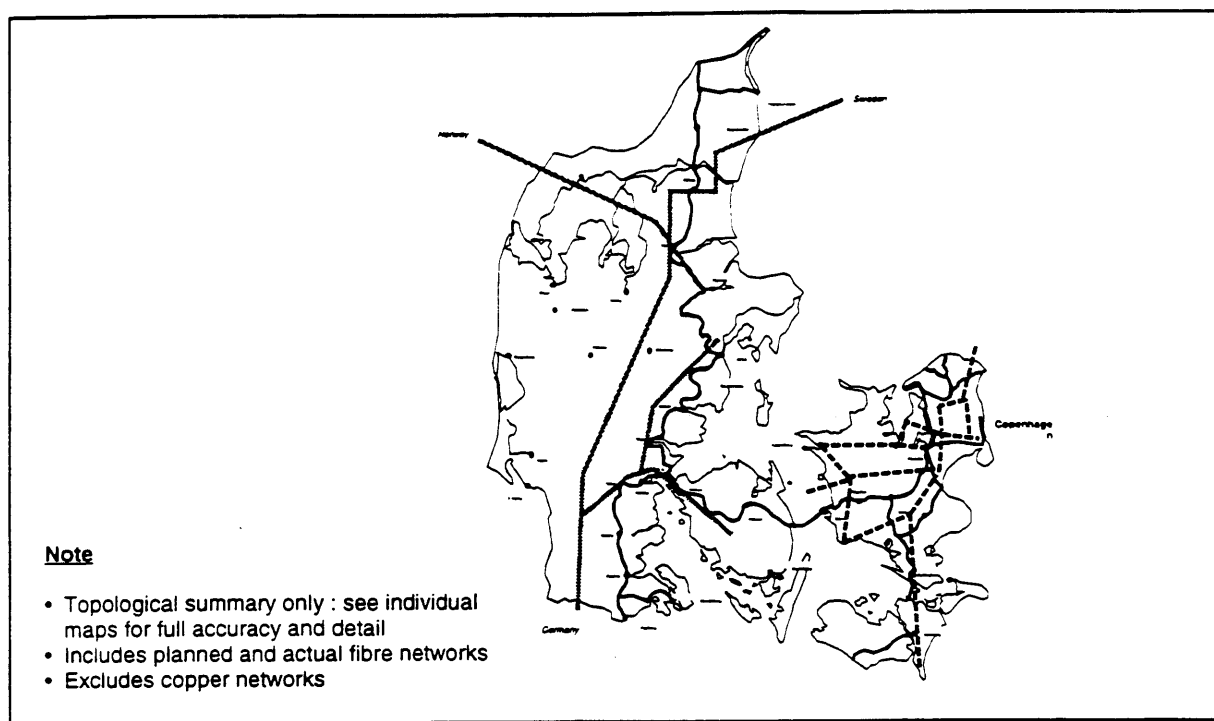 Sweden
Norway
Copenhage
n
Germany
Note
• Topological summary only : see individual
maps for full accuracy and detail
• Includes planned and actual fibre networks
• Excludes copper networks